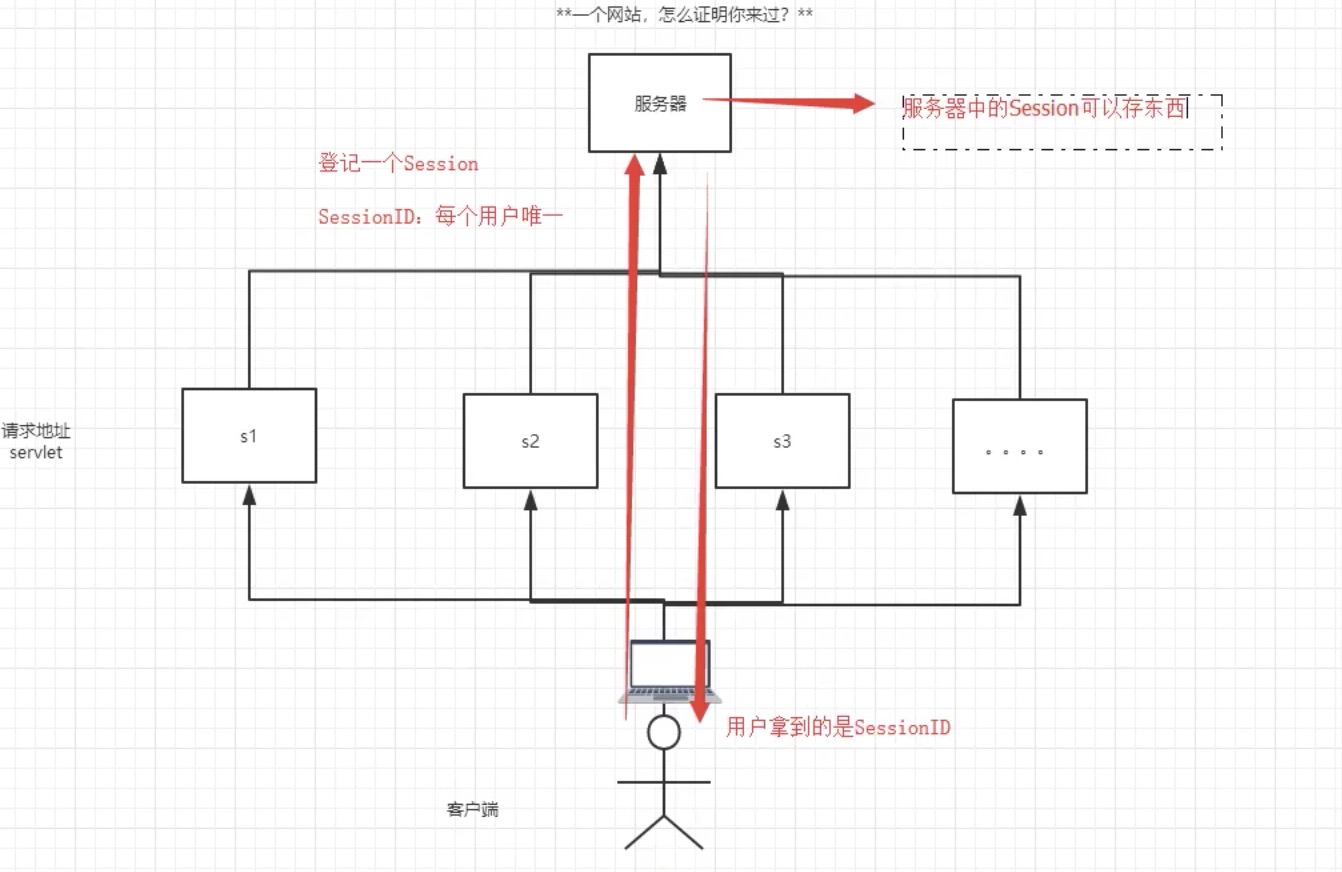 **一个网站，怎么证明你来过？**
服务器
服务器中的Session可以存东西
登记一个Session
SessionID：每个用户唯一
请求地址
servlet
s1
s2
s3
。。。。
用户拿到的是SessionID
客户端